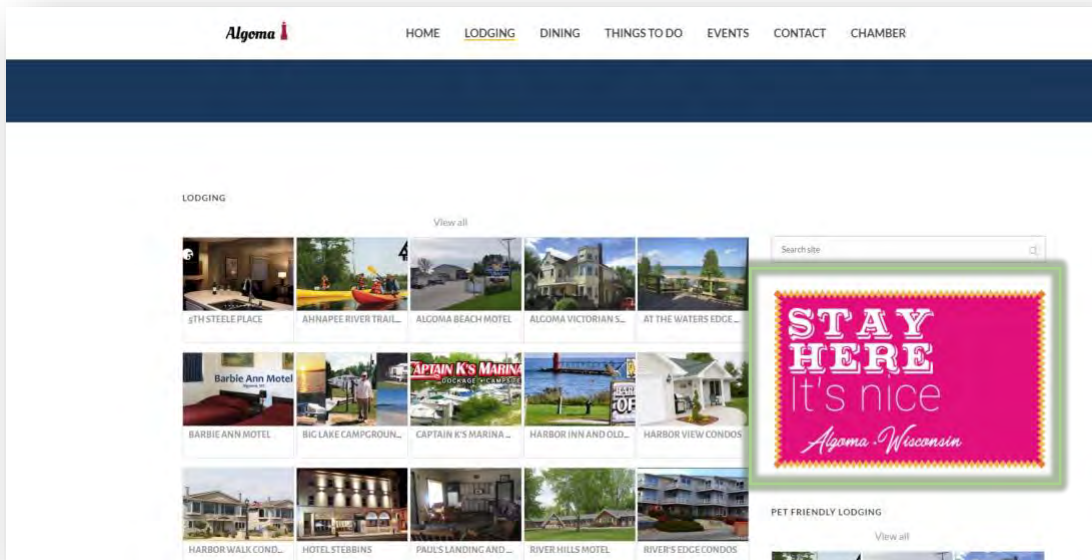 Algoma
HOME LODGING DINING THINGS TO DO EVENTS CONTACT CHAMBER
LODGING
View all
5TH STEELE PLACE
AHNAPEE RIVER TRAIL...
ALGOMA BEACH MOTEL
ALGOMA VICTORIAN S...
AT THE WATERS EDGE ...
Barbie Ann Motel
BARBIE ANN MOTEL
BIG LAKE CAMPGROUN...
CAPTAIN K'S MARINA
DOCKAGE • CAMPSITE
CAPTAIN K'S MARINA ...
HARBOR INN AND OLD...
HARBOR VIEW CONDOS
HARBOR WALK COND...
HOTEL STEBBINS
PAUL'S LANDING AND ...
RIVER HILLS MOTEL
RIVER'S EDGE CONDOS
Search site
STAY
HERE
It's nice
Algoma • Wisconsin
PET FRIENDLY LODGING
View all